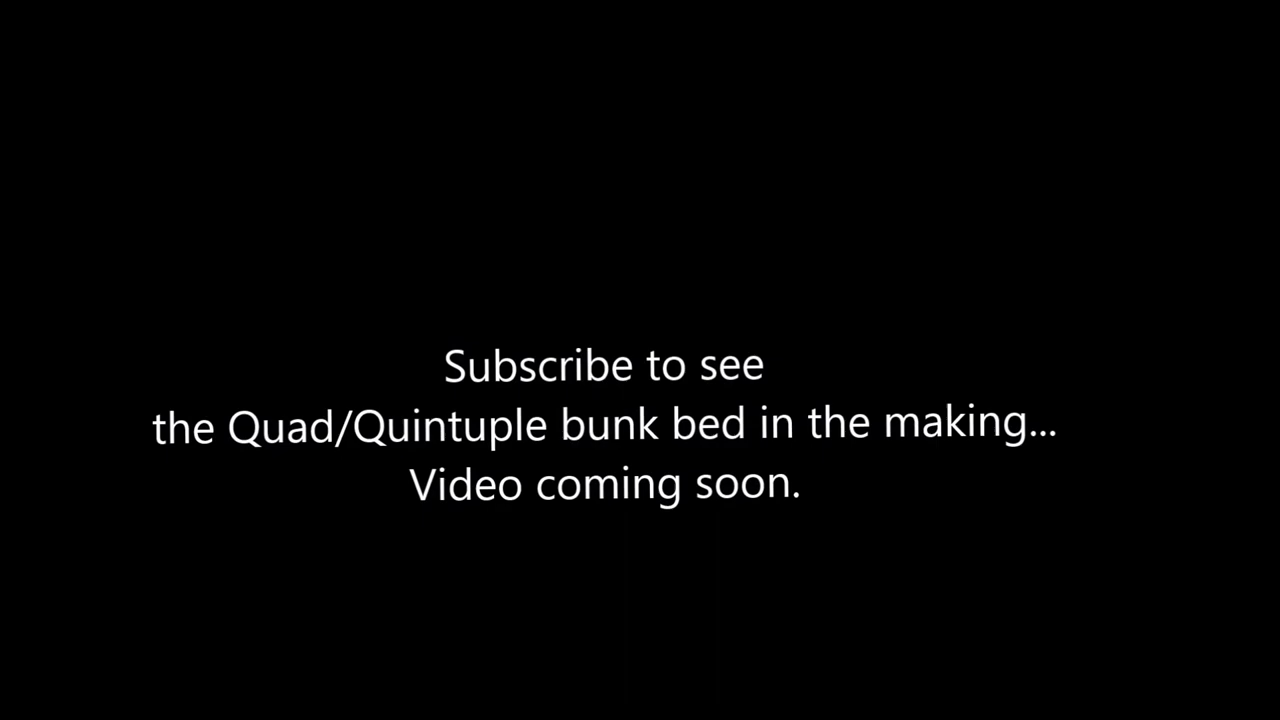 Subscribe to see
the Quad/Quintuple bunk bed in the making...
Video coming soon.